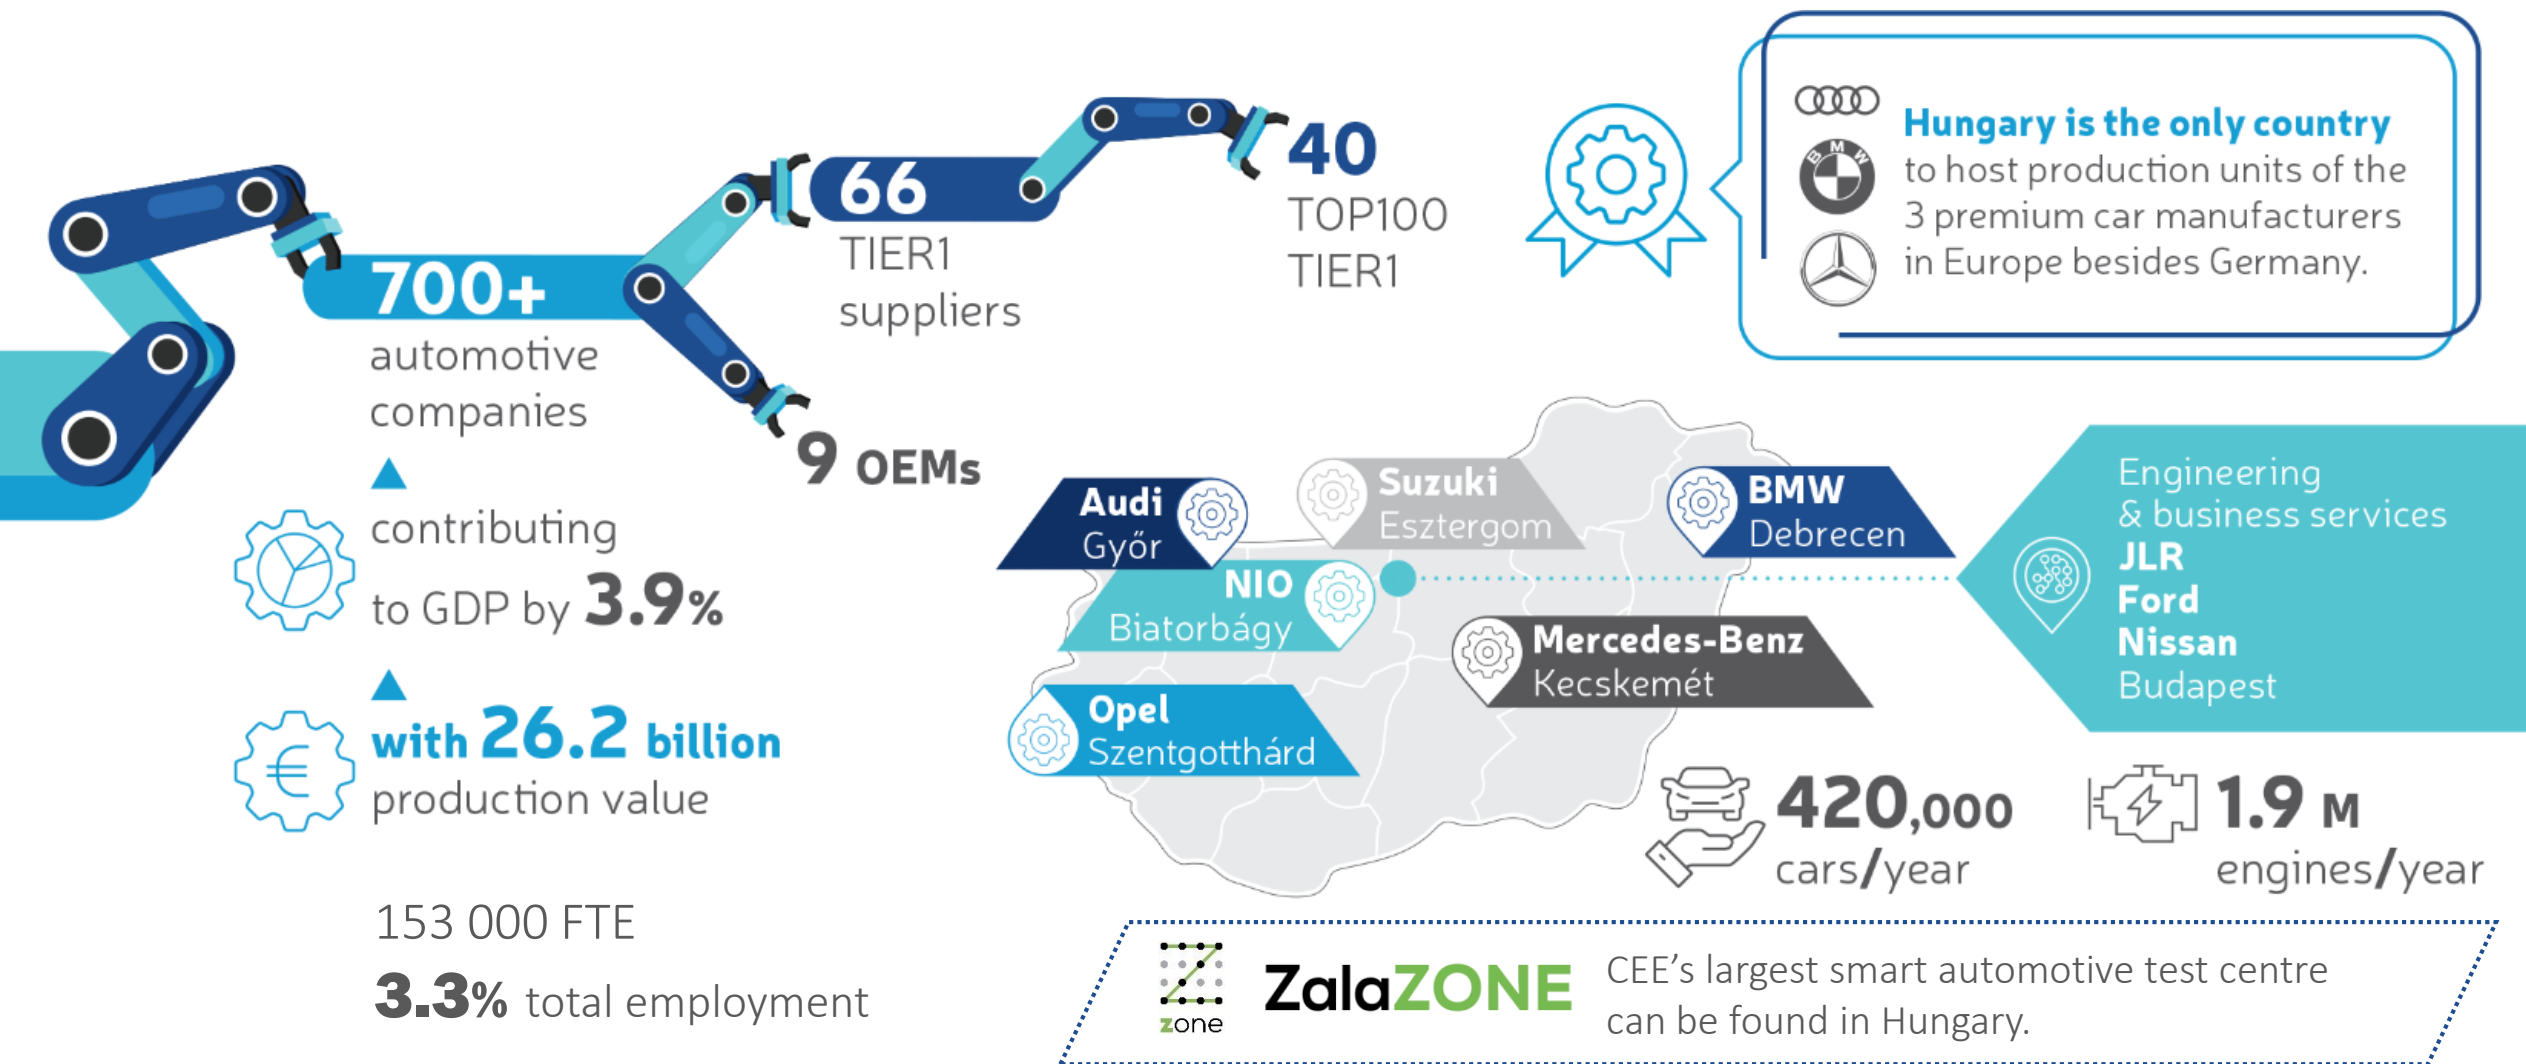 700+
automotive
companies
contributing
to GDP by 3.9%
€
with 26.2 billion
production value
153 000 FTE
3.3% total employment
66
TIER1
suppliers
40
TOP100
TIER1
9 OEMs
BMW
Hungary is the only country
to host production units of the
3 premium car manufacturers
in Europe besides Germany.
Audi
Győr
Suzuki
Esztergom
BMW
Debrecen
NIO
Biatorbágy
Mercedes-Benz
Kecskemét
Opel
Szentgotthárd
Engineering
& business services
JLR
Ford
Nissan
Budapest
420,000
cars/year
1.9 M
engines/year
zone
ZalaZONE
CEE’s largest smart automotive test centre
can be found in Hungary.